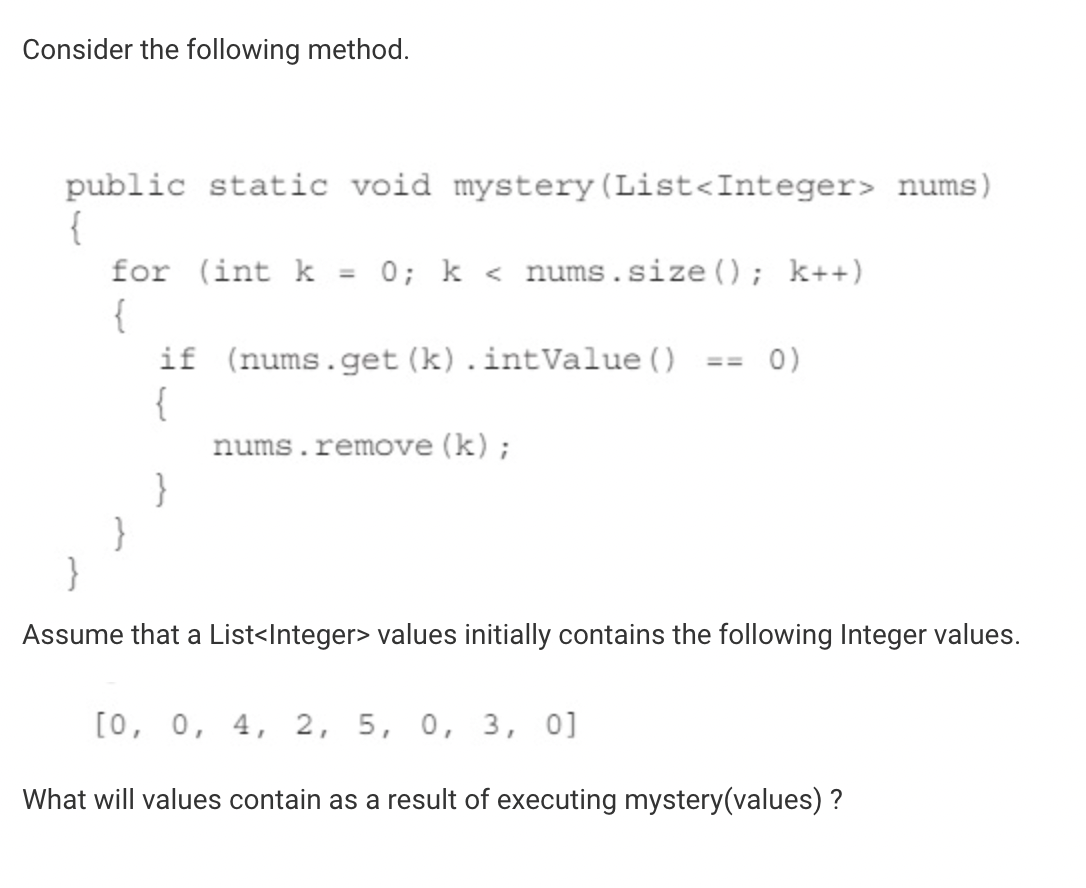 Consider the following method.
public static void mystery(List<Integer> nums)
{
for (int k = 0; k < nums.size(); k++)
{
if (nums.get(k).intValue() == 0)
{
nums.remove(k);
}
}
}
Assume that a List<Integer> values initially contains the following Integer values.
[0, 0, 4, 2, 5, 0, 3, 0]
What will values contain as a result of executing mystery(values) ?